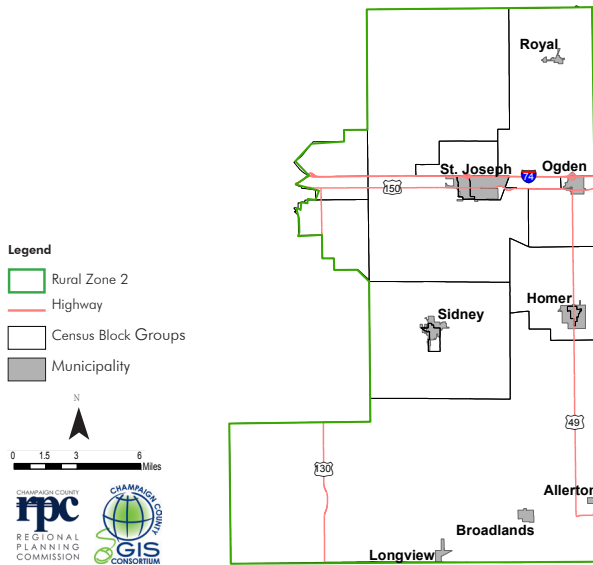 Royal
St. Joseph
Ogden
74
150
Legend
Rural Zone 2
Highway
Census Block Groups
Municipality
Homer
Sidney
N
49
0 1.5 3 6
Miles
130
CHAMPAIGN COUNTY
rpc
REGIONAL
PLANNING
COMMISSION
CHAMPAIGN COUNTY
GIS
CONSORTIUM
Allerton
Broadlands
Longview